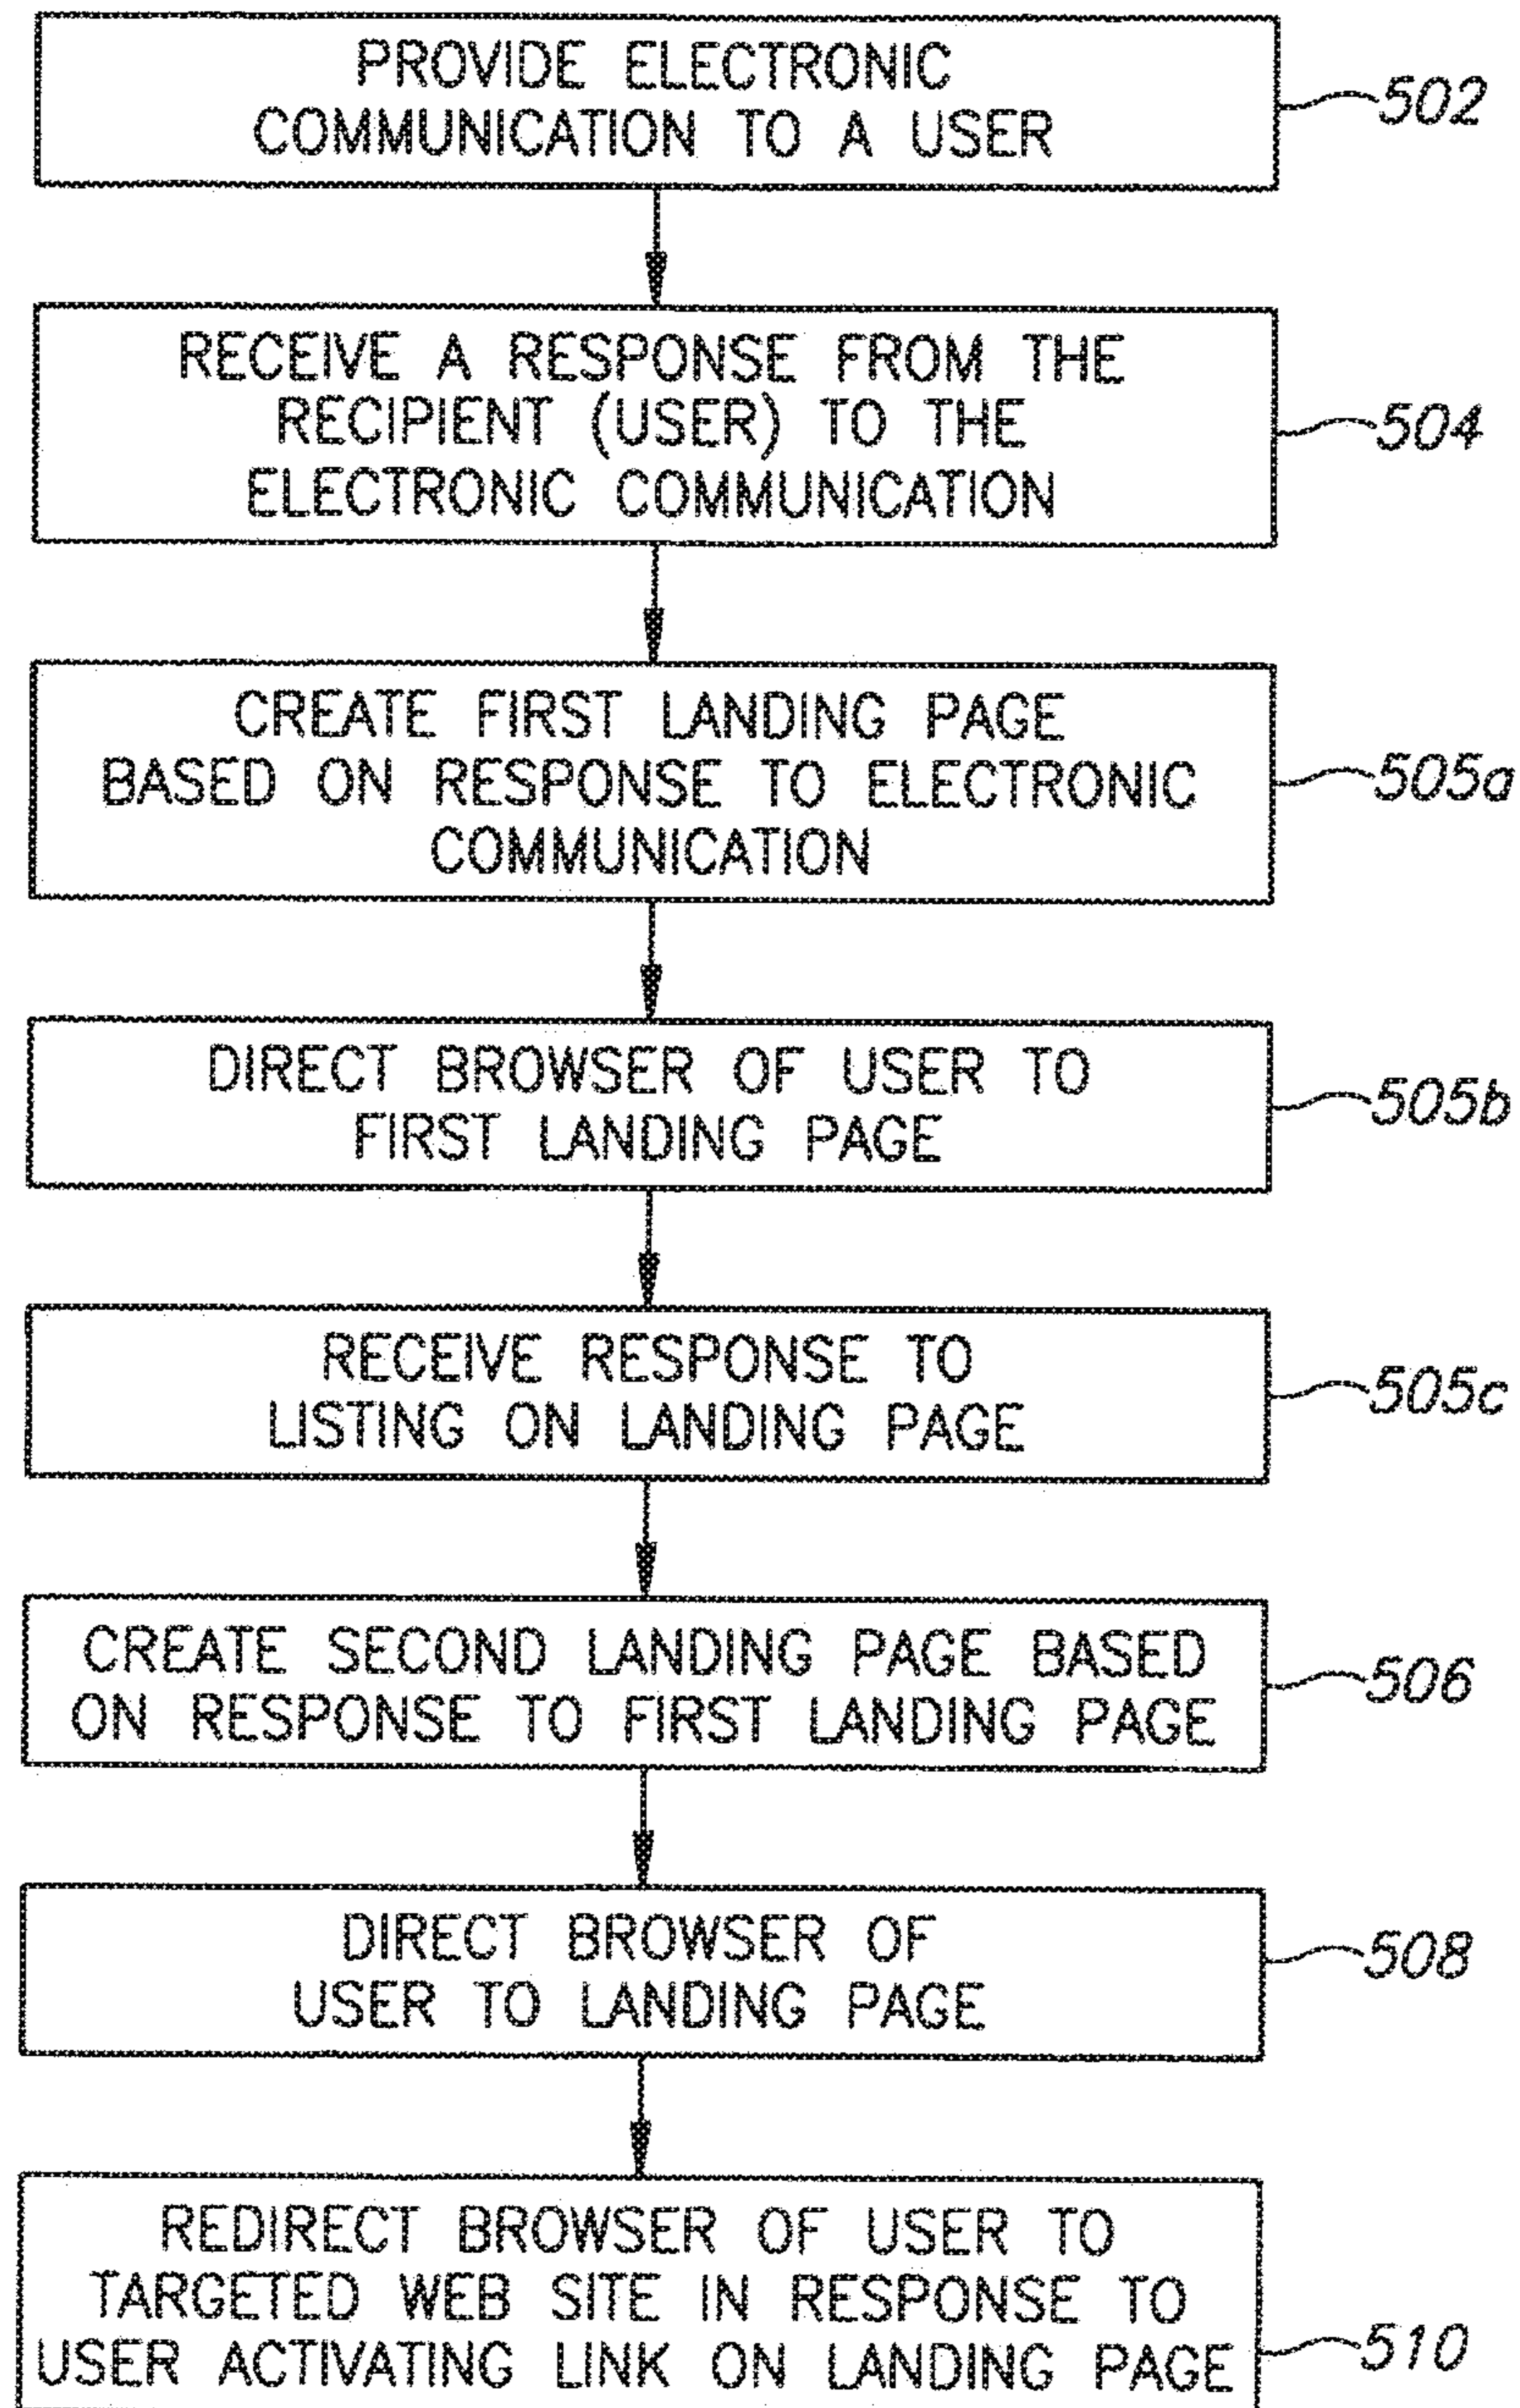 PROVIDE ELECTRONIC
COMMUNICATION TO A USER
502
RECEIVE A RESPONSE FROM THE
RECIPIENT (USER) TO THE
ELECTRONIC COMMUNICATION
504
CREATE FIRST LANDING PAGE
BASED ON RESPONSE TO ELECTRONIC
COMMUNICATION
505a
DIRECT BROWSER OF USER TO
FIRST LANDING PAGE
505b
RECEIVE RESPONSE TO
LISTING ON LANDING PAGE
505c
CREATE SECOND LANDING PAGE BASED
ON RESPONSE TO FIRST LANDING PAGE
506
DIRECT BROWSER OF
USER TO LANDING PAGE
508
REDIRECT BROWSER OF USER TO
TARGETED WEB SITE IN RESPONSE TO
USER ACTIVATING LINK ON LANDING PAGE
510